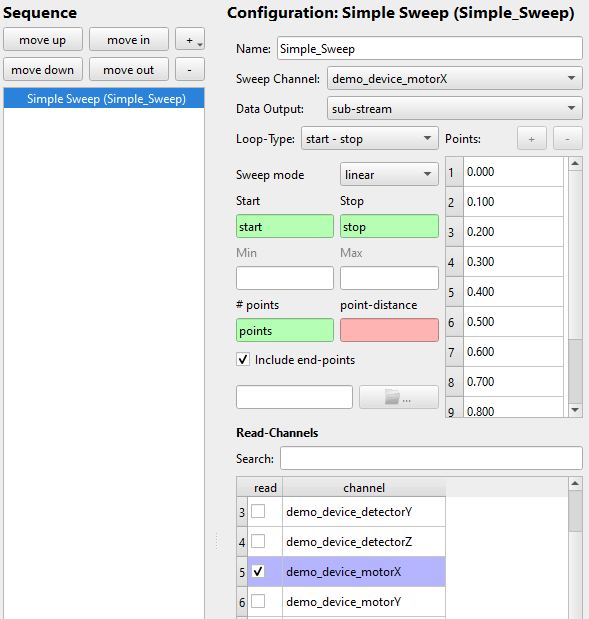 Sequence
move up
move in
+
move down
move out
-
Simple Sweep (Simple_Sweep)
Configuration: Simple Sweep (Simple_Sweep)
Name: Simple_Sweep
Sweep Channel: demo_device_motorX
Data Output: sub-stream
Loop-Type: start - stop
Points: + -
Sweep mode linear
Start Stop
start stop
Min Max
# points point-distance
points
Include end-points
...
1 0.000
2 0.100
3 0.200
4 0.300
5 0.400
6 0.500
7 0.600
8 0.700
9 0.800
Read-Channels
Search:
read channel
3 demo_device_detectorY
4 demo_device_detectorZ
5 demo_device_motorX
6 demo_device_motorY